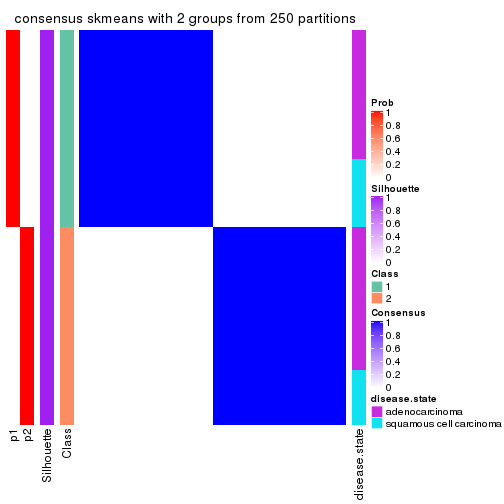 consensus skmeans with 2 groups from 250 partitions
Prob
1
0.8
0.6
0.4
0.2
0
Silhouette
1
0.8
0.6
0.4
0.2
0
Class
1
2
Consensus
1
0.8
0.6
0.4
0.2
0
disease.state
adenocarcinoma
squamous cell carcinoma
p1
p2
Silhouette
Class
disease.state